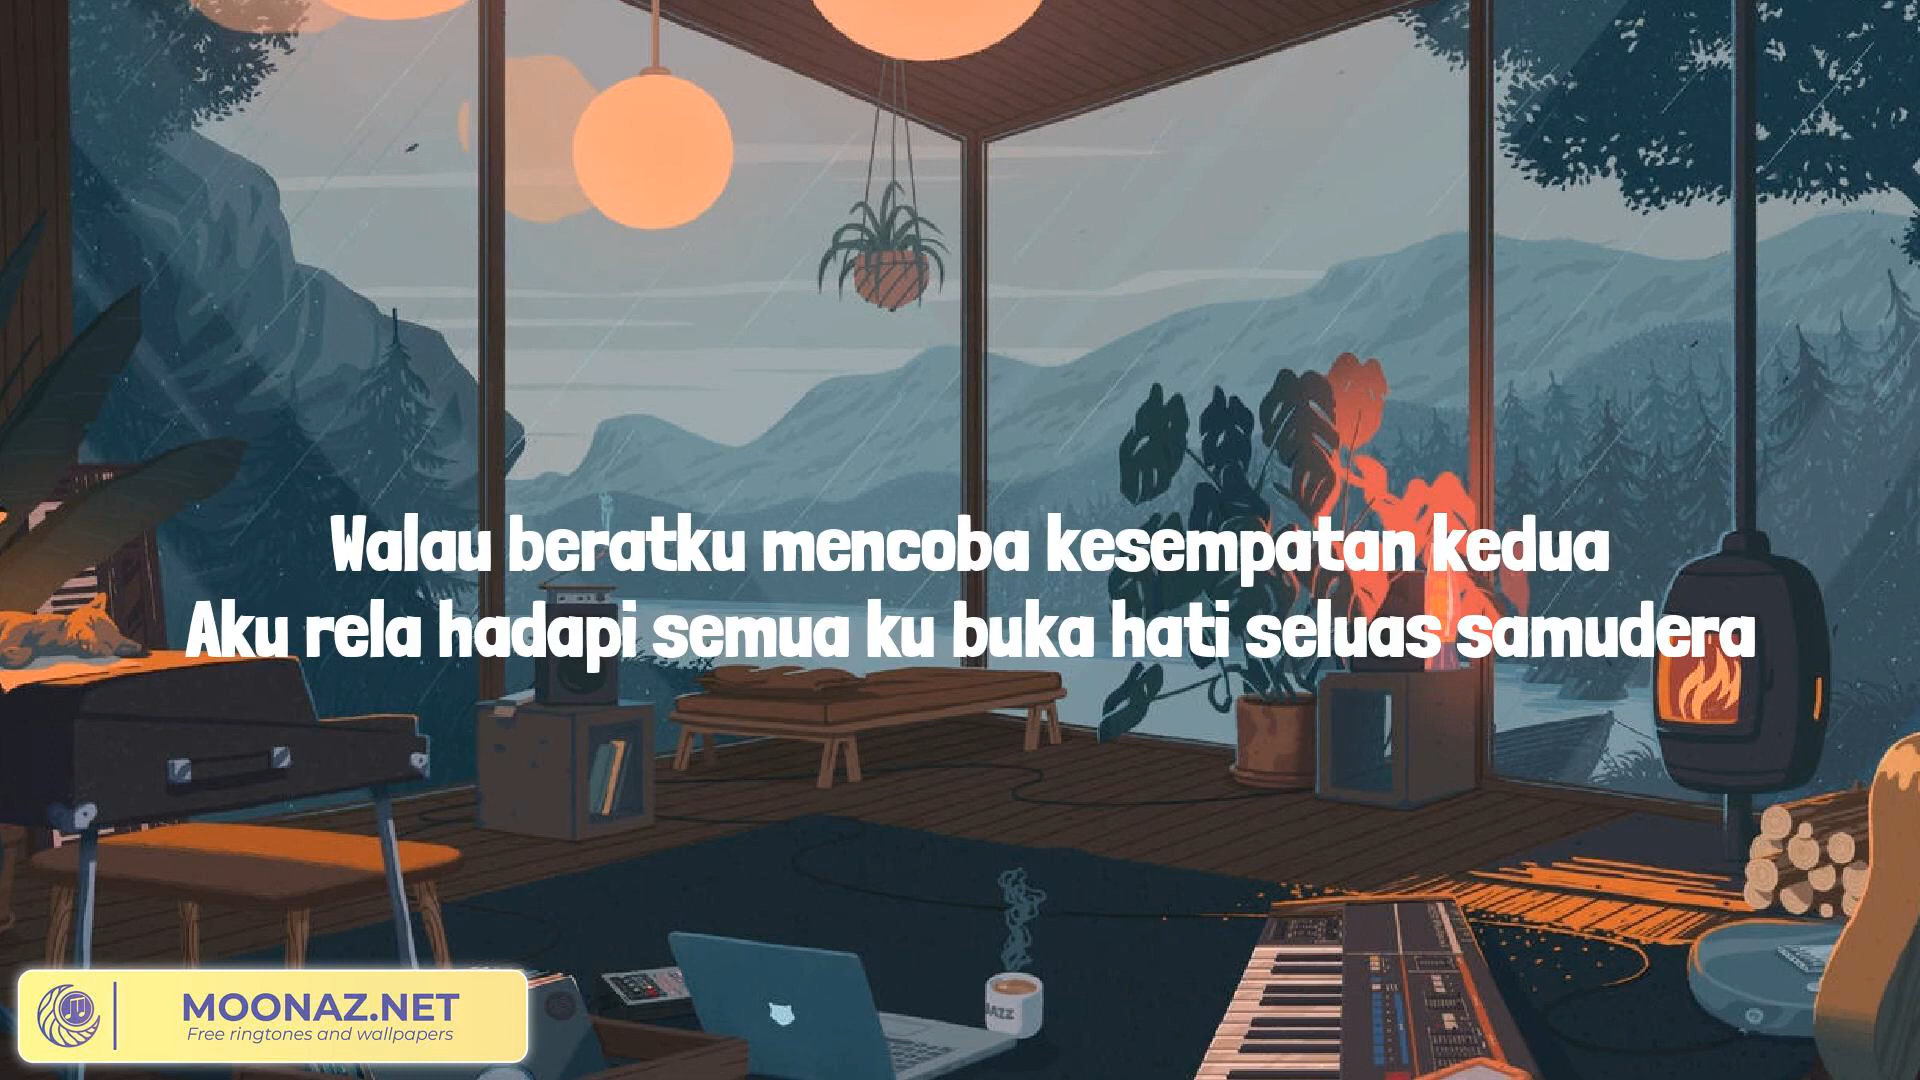 Walau beratku mencoba kesempatan kedua
Aku rela hadapi semua ku buka hati seluas samudera
JAZZ
MOONAZ.NET
Free ringtones and wallpapers